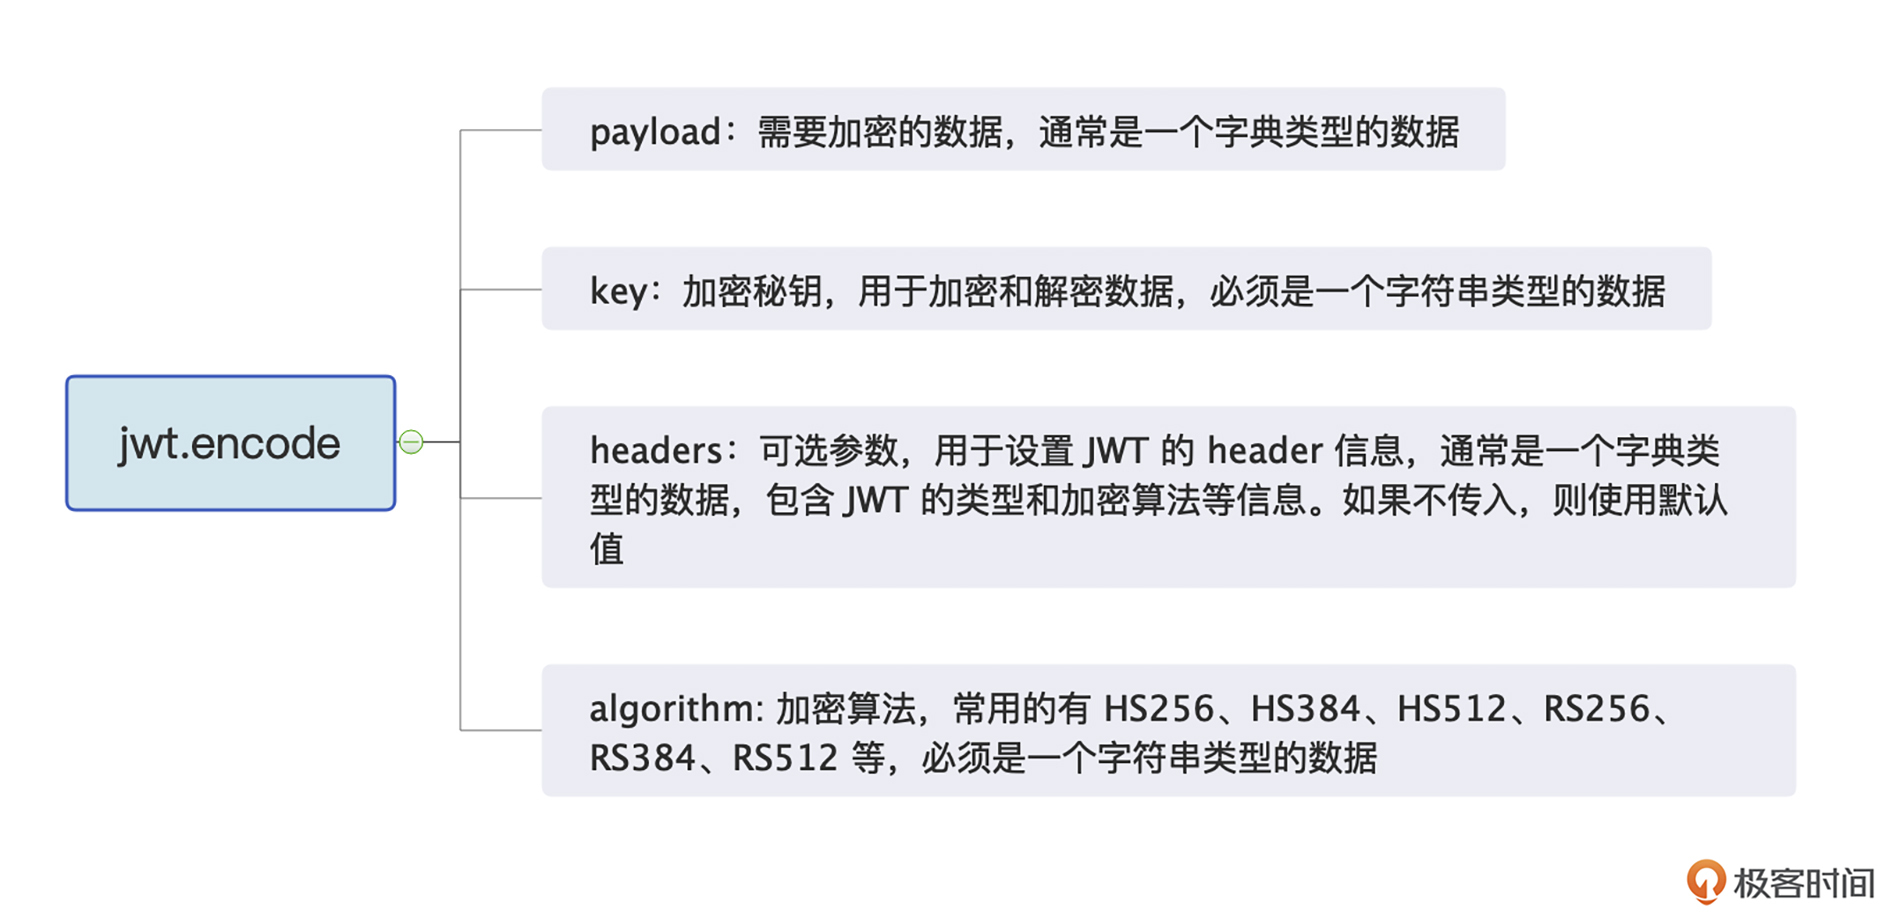 payload：需要加密的数据，通常是一个字典类型的数据
key：加密秘钥，用于加密和解密数据，必须是一个字符串类型的数据
jwt.encode
headers：可选参数，用于设置 JWT 的 header 信息，通常是一个字典类
型的数据，包含 JWT 的类型和加密算法等信息。如果不传入，则使用默认
值
algorithm: 加密算法，常用的有 HS256、HS384、HS512、RS256、
RS384、RS512 等，必须是一个字符串类型的数据
极客时间